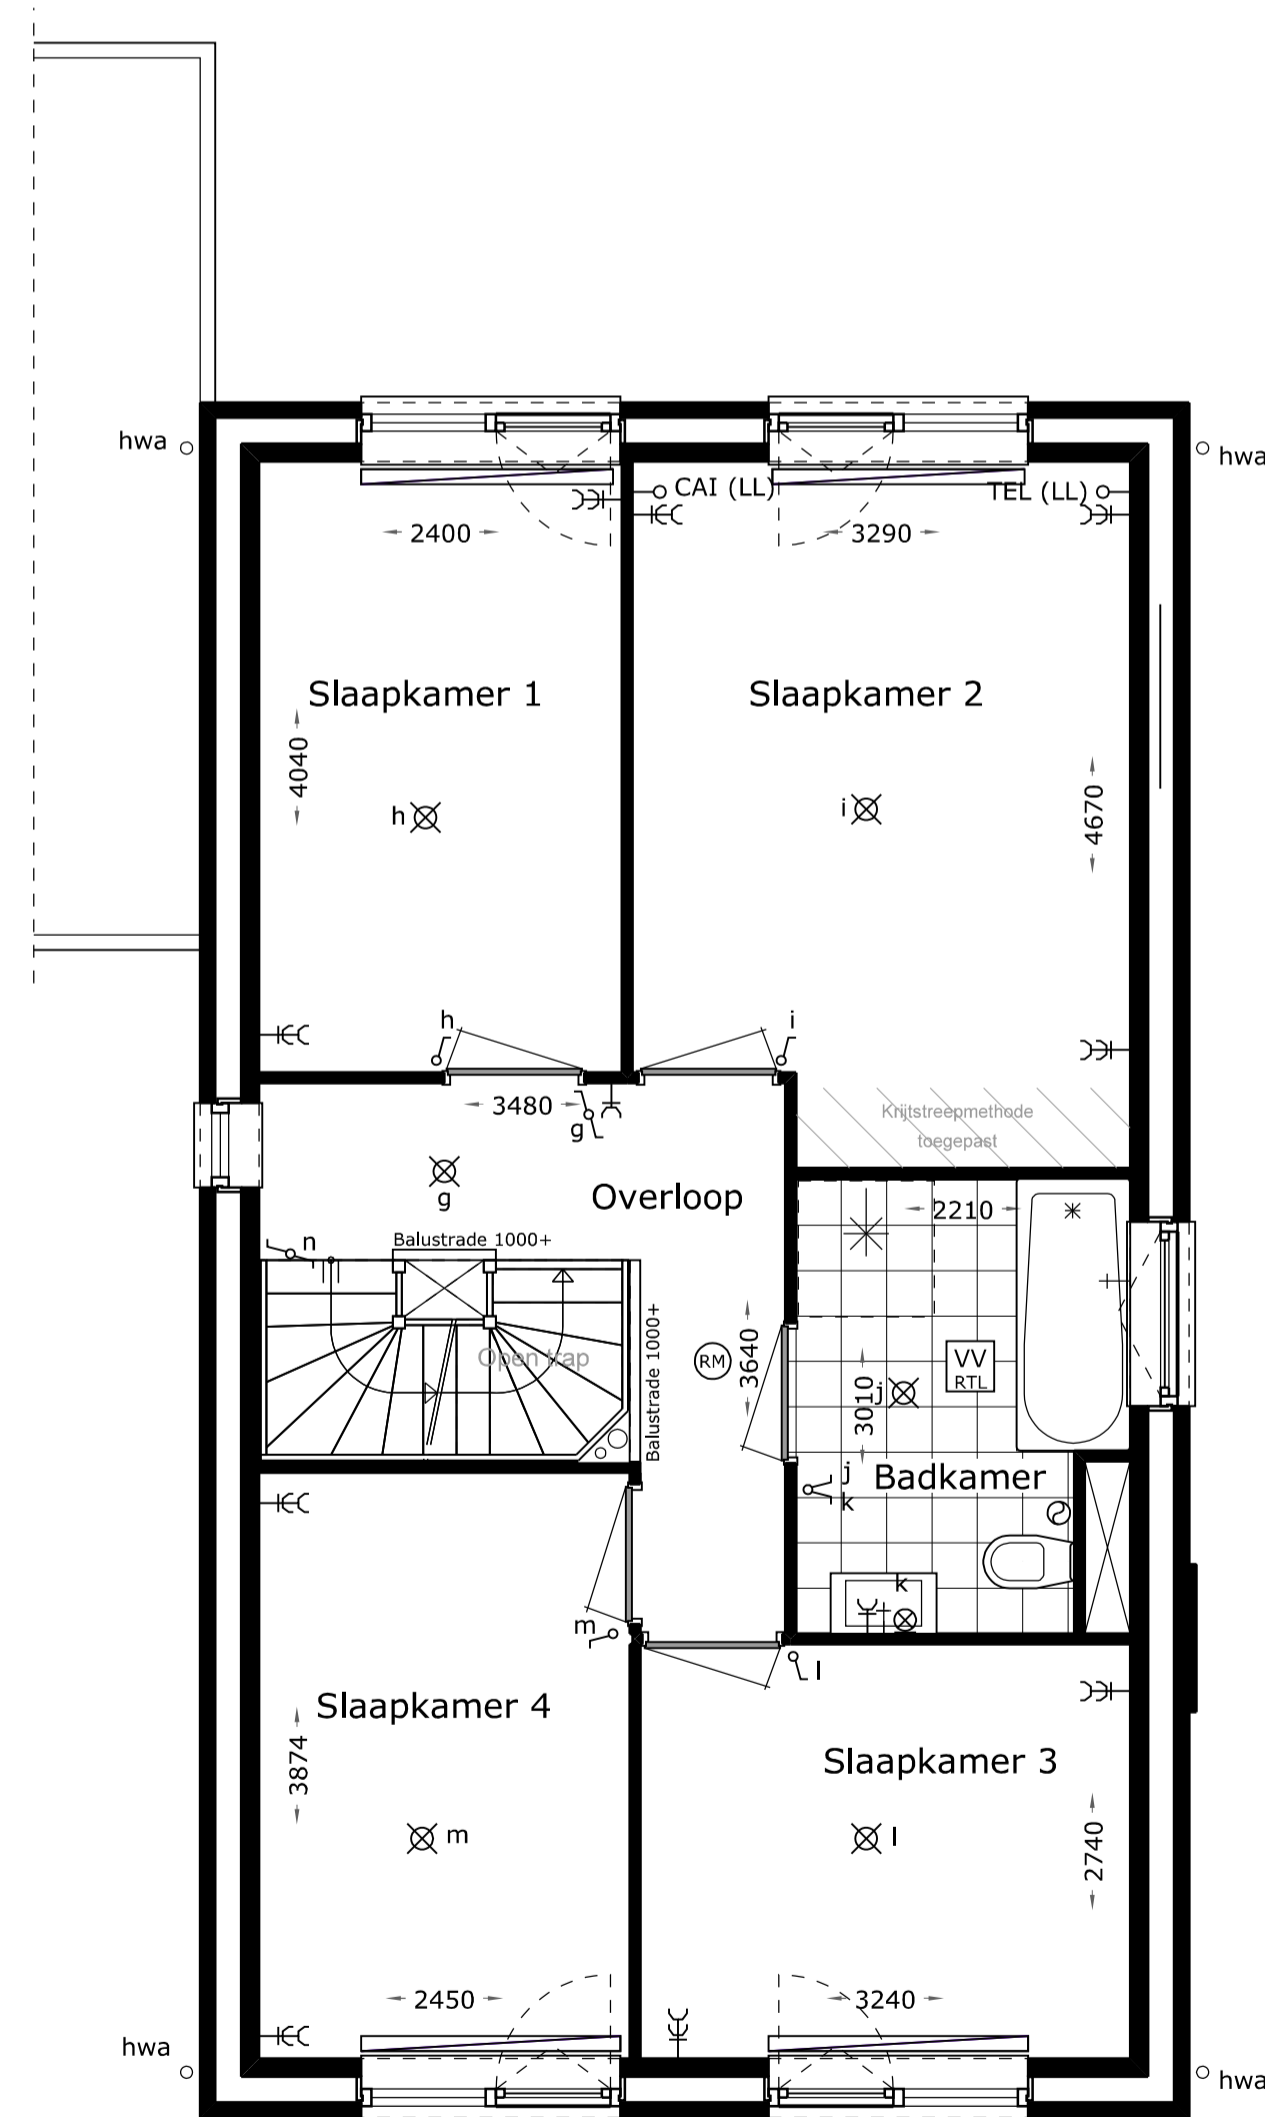 hwa
hwa
CAI (LL)
TEL (LL)
2400
3290
Slaapkamer 1
Slaapkamer 2
4040
4670
h
i
h
i
3480
g
Krijtstreepmethode
toegepast
g
Overloop
2210
n
Balustrade 1000+
Open trap
Balustrade 1000+
RM
3640
3010
j
VV
RTL
j
k
Badkamer
k
m
l
Slaapkamer 4
Slaapkamer 3
3874
2740
m
l
2450
3240
hwa
hwa